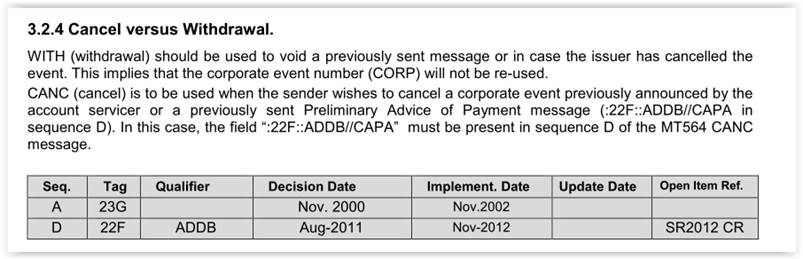 3.2.4 Cancel versus Withdrawal.
WITH (withdrawal) should be used to void a previously sent message or in case the issuer has cancelled the
event. This implies that the corporate event number (CORP) will not be re-used.
CANC (cancel) is to be used when the sender wishes to cancel a corporate event previously announced by the
account servicer or a previously sent Preliminary Advice of Payment message (:22F::ADDB//CAPA in
sequence D). In this case, the field “:22F::ADDB//CAPA” must be present in sequence D of the MT564 CANC
message.
Seq. Tag Qualifier Decision Date Implement. Date Update Date Open Item Ref.
A 23G Nov. 2000 Nov.2002
D 22F ADDB Aug-2011 Nov-2012 SR2012 CR